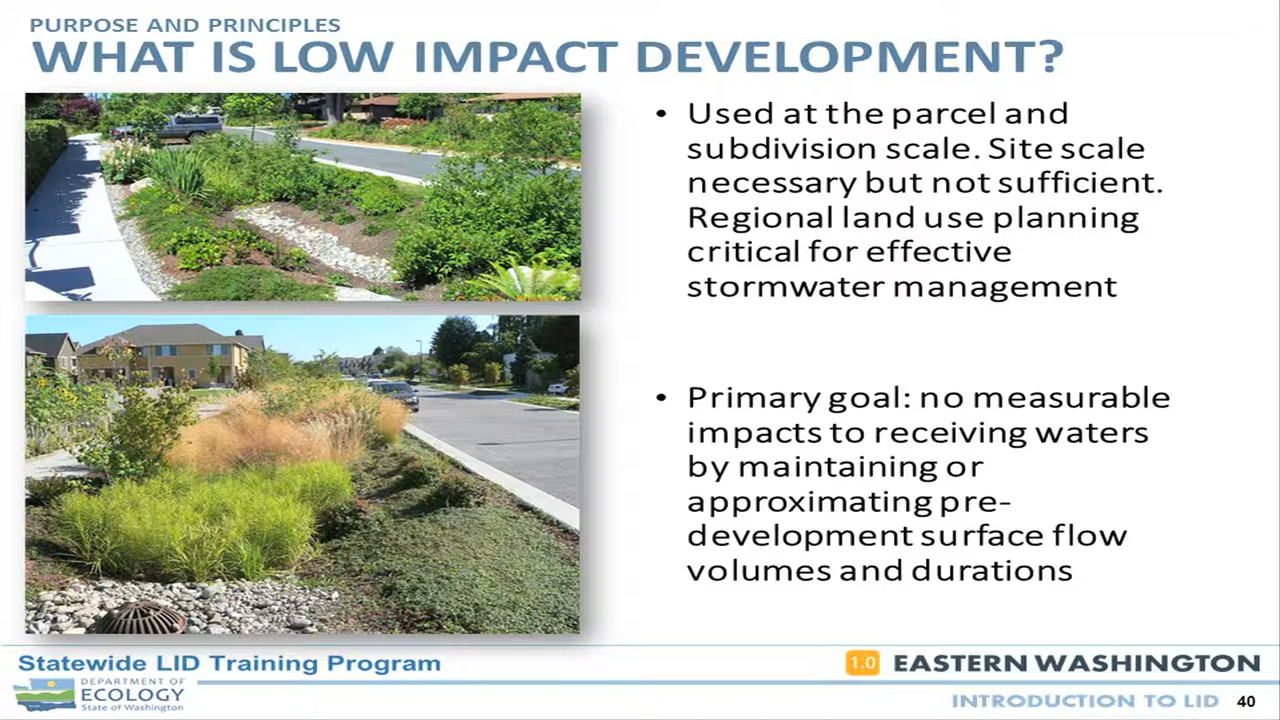 PURPOSE AND PRINCIPLES
WHAT IS LOW IMPACT DEVELOPMENT?
• Used at the parcel and
subdivision scale. Site scale
necessary but not sufficient.
Regional land use planning
critical for effective
stormwater management
• Primary goal: no measurable
impacts to receiving waters
by maintaining or
approximating pre-
development surface flow
volumes and durations
Statewide LID Training Program
DEPARTMENT OF
ECOLOGY
State of Washington
1.0 EASTERN WASHINGTON
INTRODUCTION TO LID 40